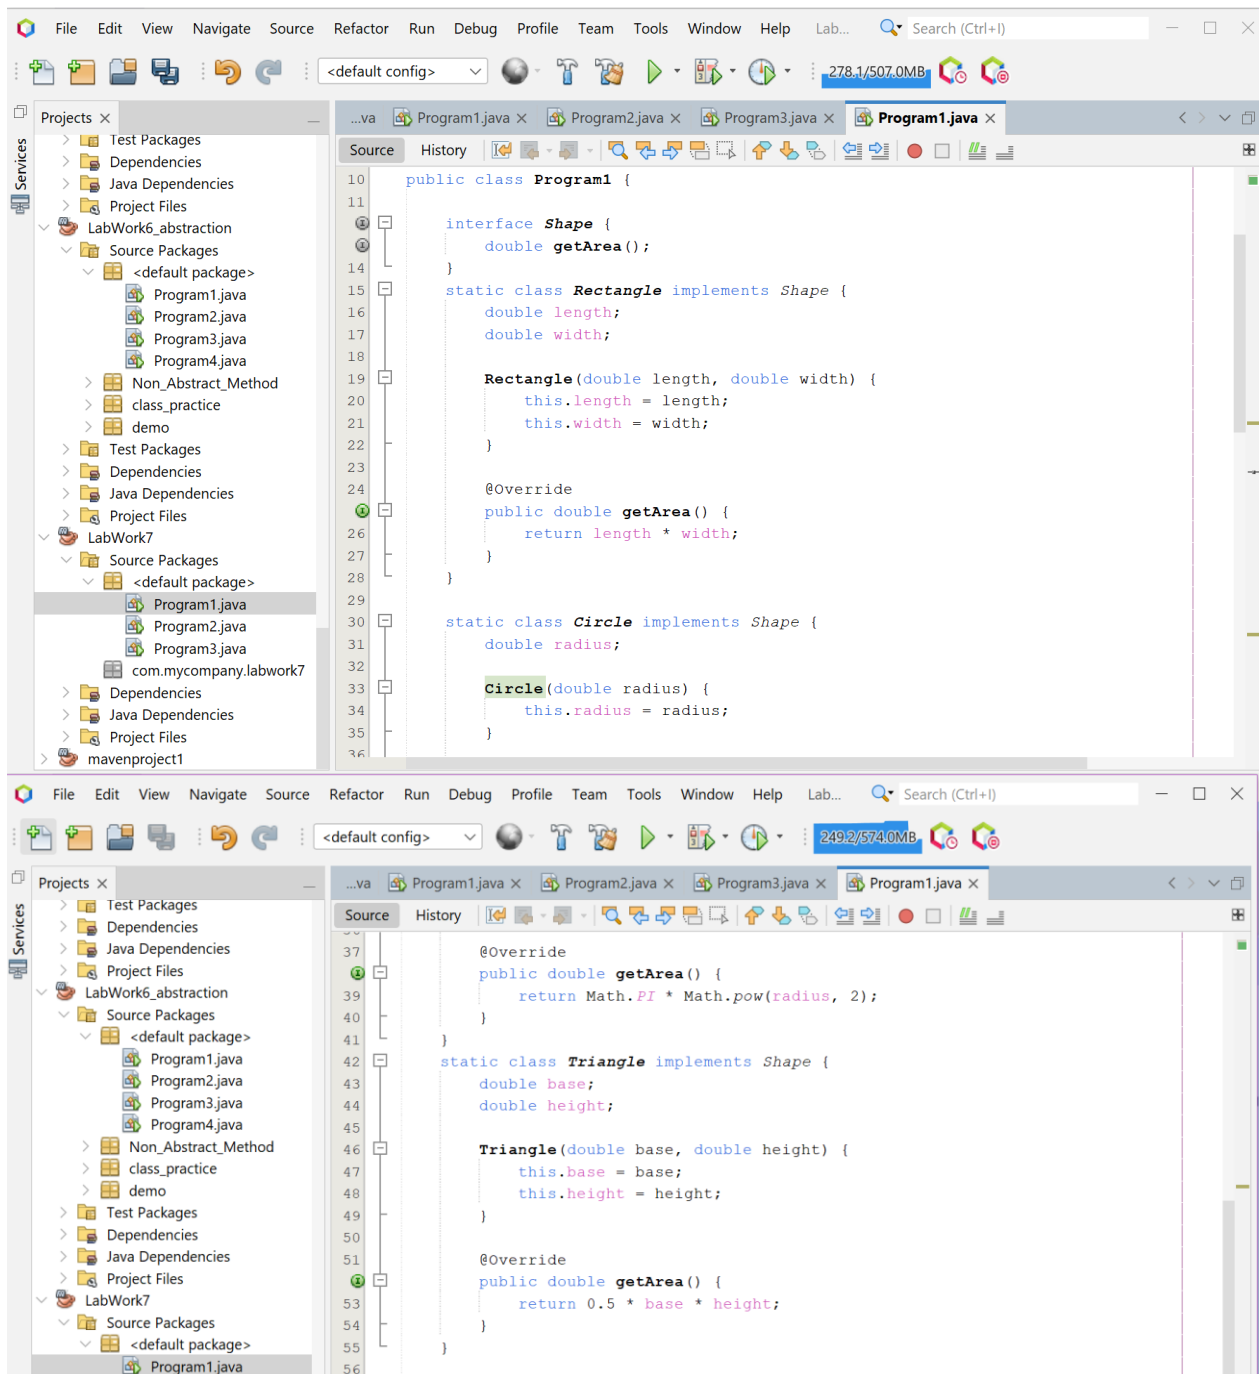 File Edit View Navigate Source Refactor Run Debug Profile Team Tools Window Help Lab... Search (Ctrl+I)
<default config> 278.1/507.0MB
Services
Projects
Test Packages
Dependencies
Java Dependencies
Project Files
LabWork6_abstraction
Source Packages
<default package>
Program1.java
Program2.java
Program3.java
Program4.java
Non_Abstract_Method
class_practice
demo
Test Packages
Dependencies
Java Dependencies
Project Files
LabWork7
Source Packages
<default package>
Program1.java
Program2.java
Program3.java
com.mycompany.labwork7
Dependencies
Java Dependencies
Project Files
mavenproject1
...va Program1.java Program2.java Program3.java Program1.java
Source History
10 public class Program1 {
11
interface Shape {
double getArea();
14 }
15 static class Rectangle implements Shape {
16 double length;
17 double width;
18
19 Rectangle(double length, double width) {
20 this.length = length;
21 this.width = width;
22 }
23
24 @Override
public double getArea() {
26 return length * width;
27 }
28 }
29
30 static class Circle implements Shape {
31 double radius;
32
33 Circle(double radius) {
34 this.radius = radius;
35 }
36
File Edit View Navigate Source Refactor Run Debug Profile Team Tools Window Help Lab... Search (Ctrl+I)
<default config> 249.2/574.0MB
Services
Projects
Test Packages
Dependencies
Java Dependencies
Project Files
LabWork6_abstraction
Source Packages
<default package>
Program1.java
Program2.java
Program3.java
Program4.java
Non_Abstract_Method
class_practice
demo
Test Packages
Dependencies
Java Dependencies
Project Files
LabWork7
Source Packages
<default package>
Program1.java
...va Program1.java Program2.java Program3.java Program1.java
Source History
37 @Override
public double getArea() {
39 return Math.PI * Math.pow(radius, 2);
40 }
41 }
42 static class Triangle implements Shape {
43 double base;
44 double height;
45
46 Triangle(double base, double height) {
47 this.base = base;
48 this.height = height;
49 }
50
51 @Override
public double getArea() {
53 return 0.5 * base * height;
54 }
55 }
56